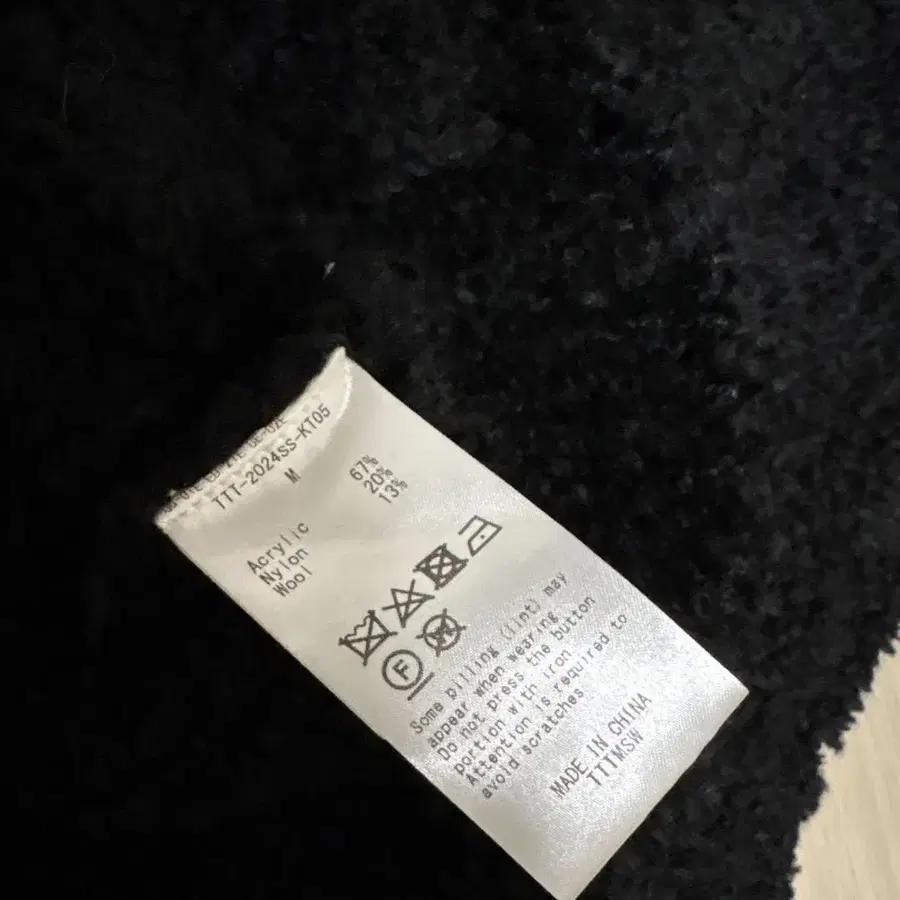 TTT-2024SS-KT05
M
Acrylic 67%
Nylon 20%
Wool 13%
F
Some pilling (lint) may
appear when wearing.
Do not press the button
portion with iron.
Attention is required to
avoid scratches
MADE IN CHINA
TTTMSW